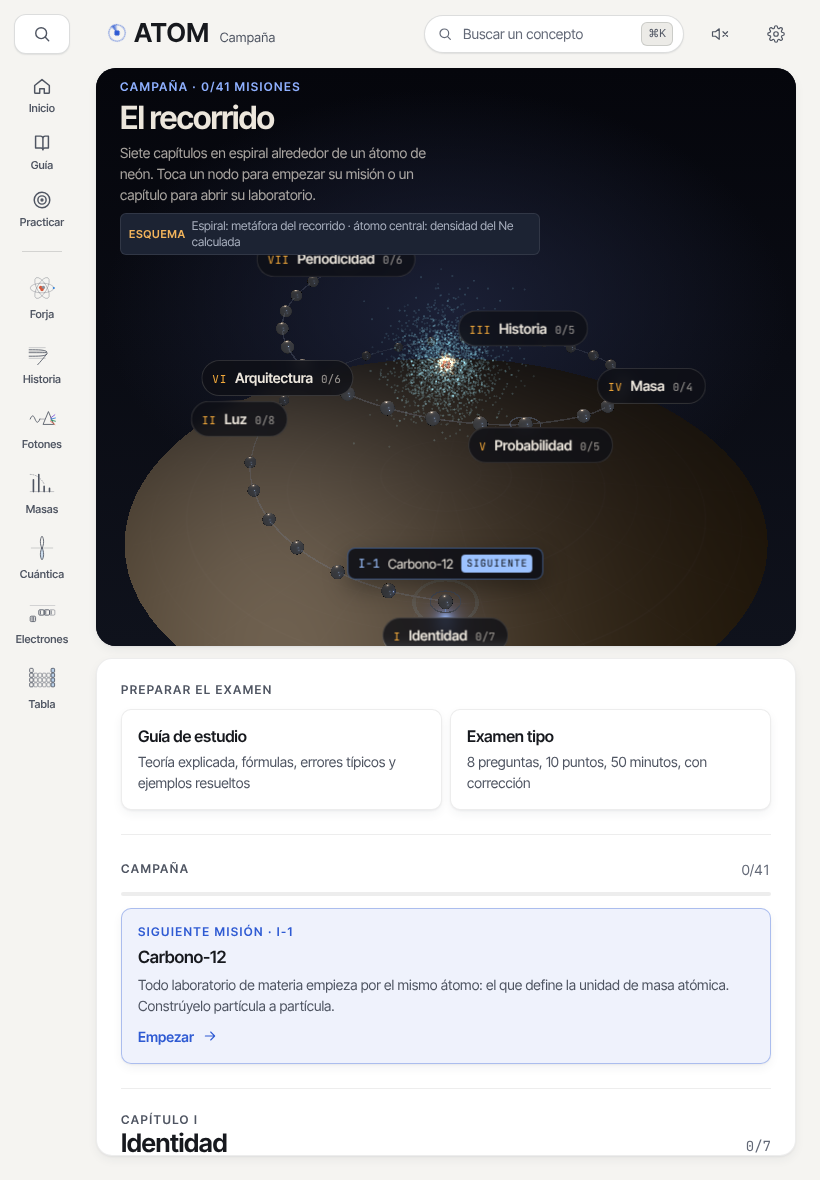 ATOM Campaña
Buscar un concepto ⌘K
Inicio
Guía
Practicar
Forja
Historia
Fotones
Masas
Cuántica
Electrones
Tabla
CAMPAÑA · 0/41 MISIONES
El recorrido
Siete capítulos en espiral alrededor de un átomo de
neón. Toca un nodo para empezar su misión o un
capítulo para abrir su laboratorio.
ESQUEMA Espiral: metáfora del recorrido · átomo central: densidad del Ne
calculada
VII Periodicidad 0/6
III Historia 0/5
VI Arquitectura 0/6
IV Masa 0/4
II Luz 0/8
V Probabilidad 0/5
I-1 Carbono-12 SIGUIENTE
I Identidad 0/7
PREPARAR EL EXAMEN
Guía de estudio
Teoría explicada, fórmulas, errores típicos y
ejemplos resueltos
Examen tipo
8 preguntas, 10 puntos, 50 minutos, con
corrección
CAMPAÑA 0/41
SIGUIENTE MISIÓN · I-1
Carbono-12
Todo laboratorio de materia empieza por el mismo átomo: el que define la unidad de masa atómica.
Constrúyelo partícula a partícula.
Empezar →
CAPÍTULO I
Identidad 0/7